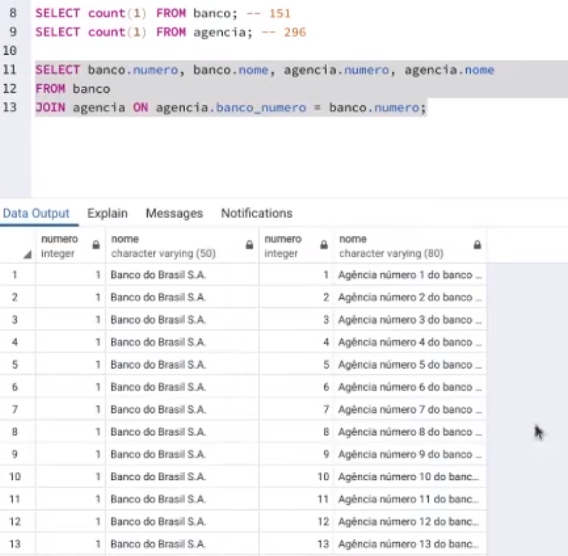 8 SELECT count(1) FROM banco; -- 151
9 SELECT count(1) FROM agencia; -- 296
10
11 SELECT banco.numero, banco.nome, agencia.numero, agencia.nome
12 FROM banco
13 JOIN agencia ON agencia.banco_numero = banco.numero;
Data Output Explain Messages Notifications
numero nome numero nome
integer character varying (50) integer character varying (80)
1 1 Banco do Brasil S.A. 1 Agência número 1 do banco ...
2 1 Banco do Brasil S.A. 2 Agência número 2 do banco ...
3 1 Banco do Brasil S.A. 3 Agência número 3 do banco ...
4 1 Banco do Brasil S.A. 4 Agência número 4 do banco ...
5 1 Banco do Brasil S.A. 5 Agência número 5 do banco ...
6 1 Banco do Brasil S.A. 6 Agência número 6 do banco ...
7 1 Banco do Brasil S.A. 7 Agência número 7 do banco ...
8 1 Banco do Brasil S.A. 8 Agência número 8 do banco ...
9 1 Banco do Brasil S.A. 9 Agência número 9 do banco ...
10 1 Banco do Brasil S.A. 10 Agência número 10 do banc...
11 1 Banco do Brasil S.A. 11 Agência número 11 do banc...
12 1 Banco do Brasil S.A. 12 Agência número 12 do banc...
13 1 Banco do Brasil S.A. 13 Agência número 13 do banc...